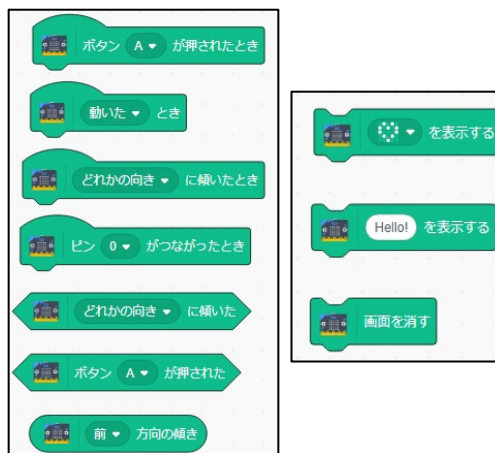 ボタン A が押されたとき
動いた とき
どれかの向き に傾いたとき
ピン 0 がつながったとき
どれかの向き に傾いた
ボタン A が押された
前 方向の傾き
を表示する
Hello! を表示する
画面を消す